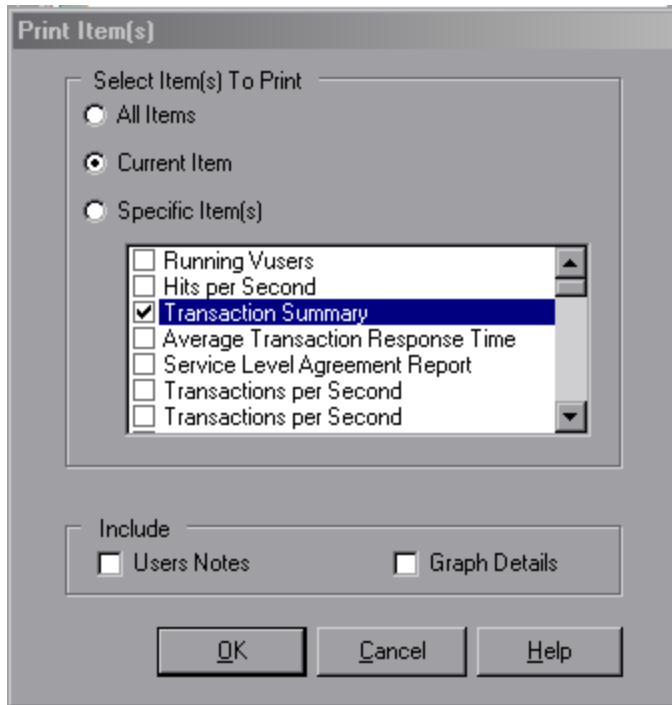 Print Item(s)
Select Item(s) To Print
All Items
Current Item
Specific Item(s)
Running Vusers
Hits per Second
Transaction Summary
Average Transaction Response Time
Service Level Agreement Report
Transactions per Second
Transactions per Second
Include
Users Notes Graph Details
OK Cancel Help